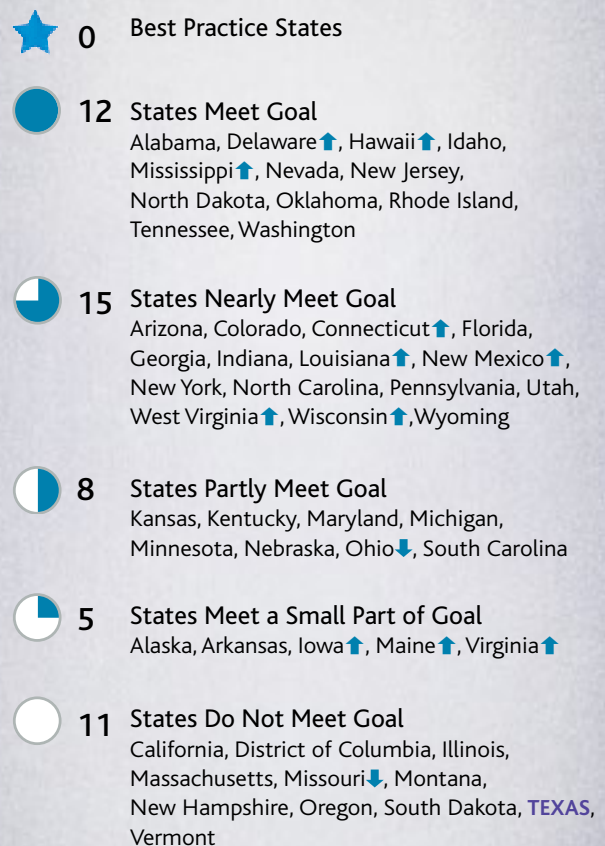 0 Best Practice States
12 States Meet Goal
Alabama, Delaware⬆, Hawaii⬆, Idaho,
Mississippi⬆, Nevada, New Jersey,
North Dakota, Oklahoma, Rhode Island,
Tennessee, Washington
15 States Nearly Meet Goal
Arizona, Colorado, Connecticut⬆, Florida,
Georgia, Indiana, Louisiana⬆, New Mexico⬆,
New York, North Carolina, Pennsylvania, Utah,
West Virginia⬆, Wisconsin⬆,Wyoming
8 States Partly Meet Goal
Kansas, Kentucky, Maryland, Michigan,
Minnesota, Nebraska, Ohio⬇, South Carolina
5 States Meet a Small Part of Goal
Alaska, Arkansas, Iowa⬆, Maine⬆, Virginia⬆
11 States Do Not Meet Goal
California, District of Columbia, Illinois,
Massachusetts, Missouri⬇, Montana,
New Hampshire, Oregon, South Dakota, TEXAS,
Vermont